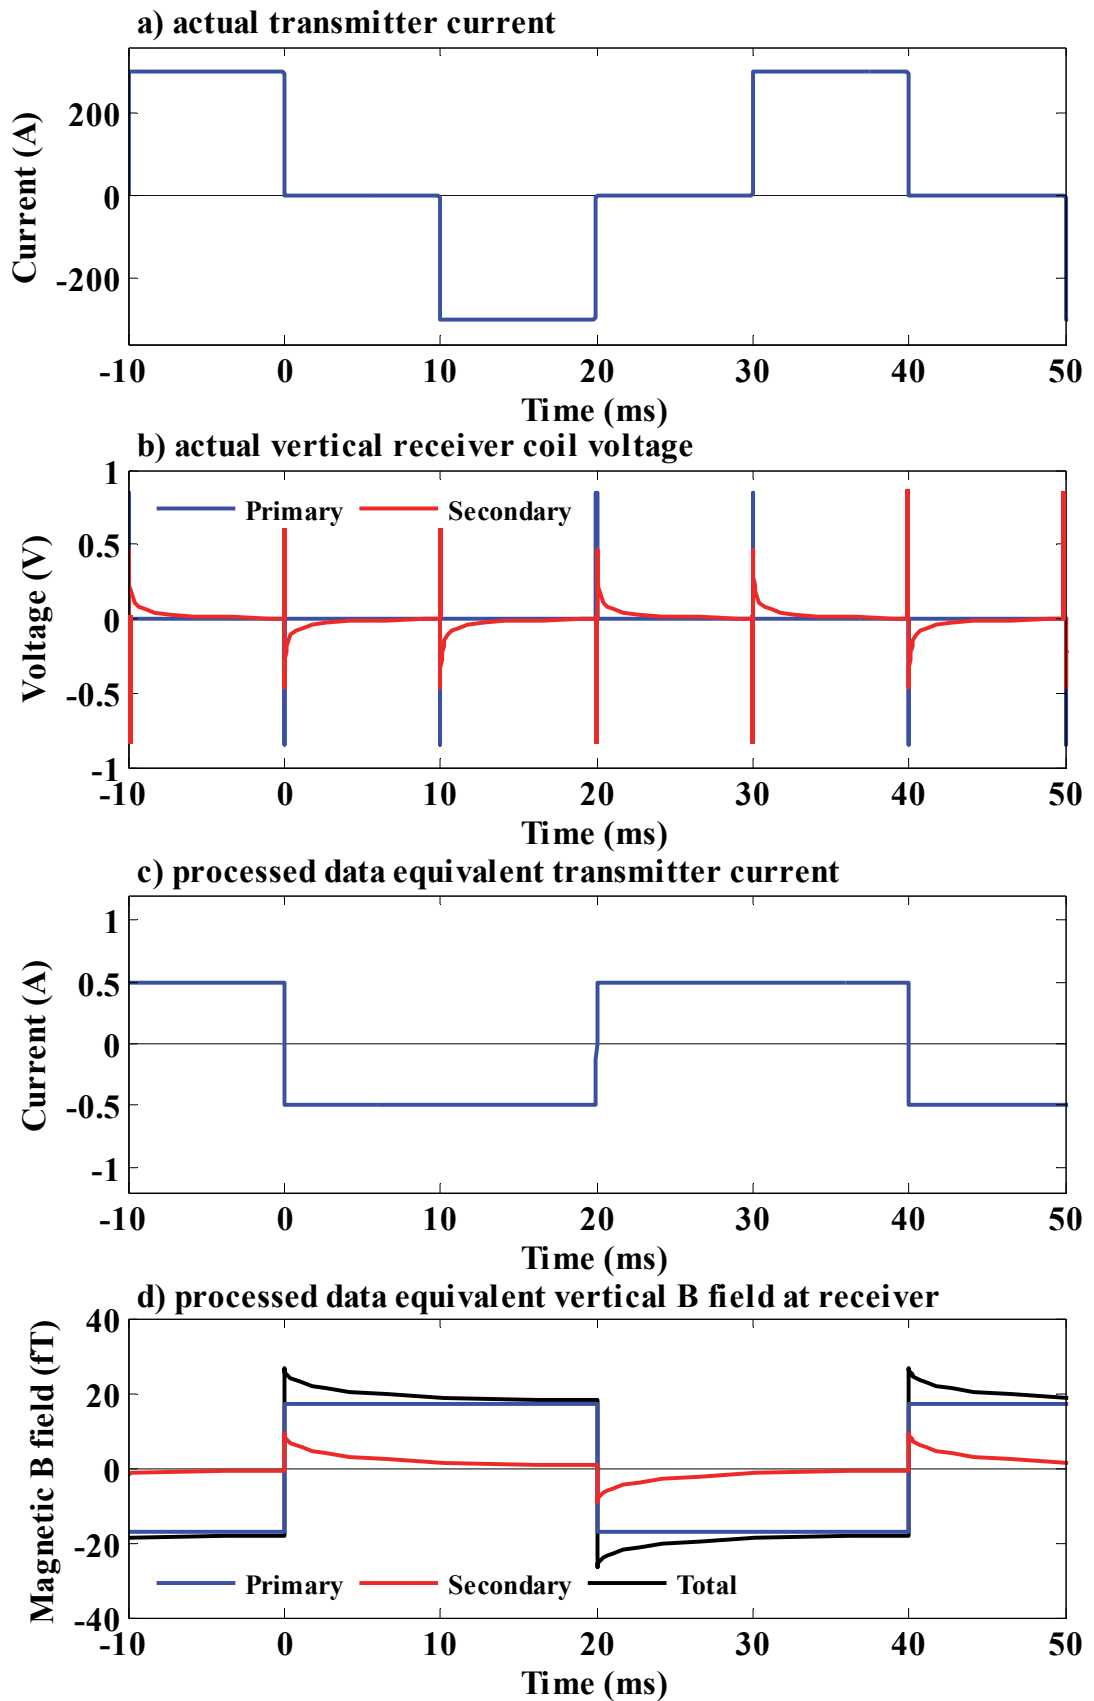 a) actual transmitter current
Current (A)
200
0
-200
-10 0 10 20 30 40 50
Time (ms)
b) actual vertical receiver coil voltage
Voltage (V)
1
0.5
0
-0.5
-1
Primary Secondary
-10 0 10 20 30 40 50
Time (ms)
c) processed data equivalent transmitter current
Current (A)
1
0.5
0
-0.5
-1
-10 0 10 20 30 40 50
Time (ms)
d) processed data equivalent vertical B field at receiver
Magnetic B field (fT)
40
20
0
-20
-40
Primary Secondary Total
-10 0 10 20 30 40 50
Time (ms)